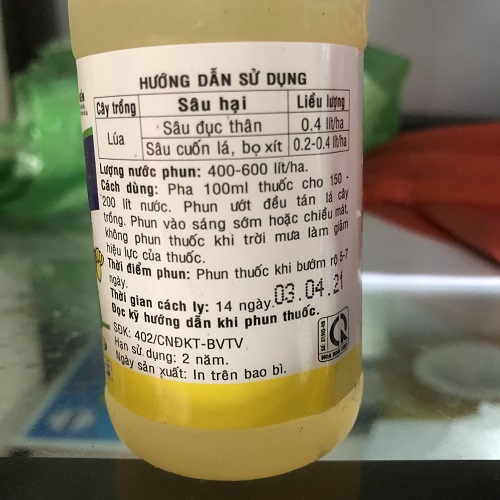 HƯỚNG DẪN SỬ DỤNG
Cây trồng Sâu hại Liều lượng
Lúa Sâu đục thân 0.4 lít/ha
Sâu cuốn lá, bọ xít 0.2-0.4 lít/ha
Lượng nước phun: 400-600 lít/ha.
Cách dùng: Pha 100ml thuốc cho 150 -
200 lít nước. Phun ướt đều tán lá cây
trồng. Phun vào sáng sớm hoặc chiều mát,
không phun thuốc khi trời mưa làm giảm
hiệu lực của thuốc.
Thời điểm phun: Phun thuốc khi bướm rộ 5-7
ngày.
Thời gian cách ly: 14 ngày.
03.04.21
Đọc kỹ hướng dẫn khi phun thuốc.
SĐK: 402/CNĐKT-BVTV
Hạn sử dụng: 2 năm.
Ngày sản xuất: In trên bao bì.